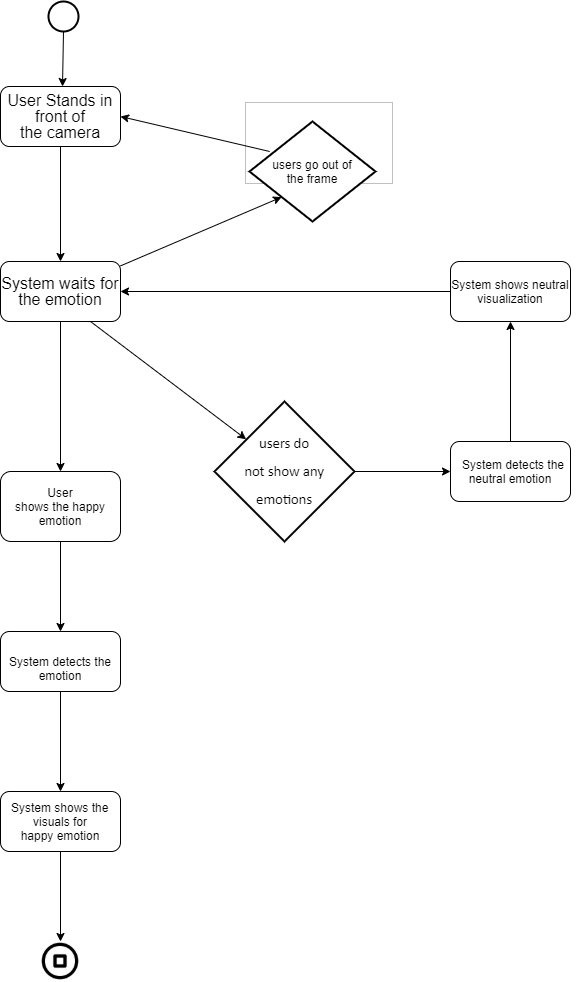 User Stands in
front of
the camera
users go out of
the frame
System waits for
the emotion
System shows neutral
visualization
users do
not show any
emotions
System detects the
neutral emotion
User
shows the happy
emotion
System detects the
emotion
System shows the
visuals for
happy emotion